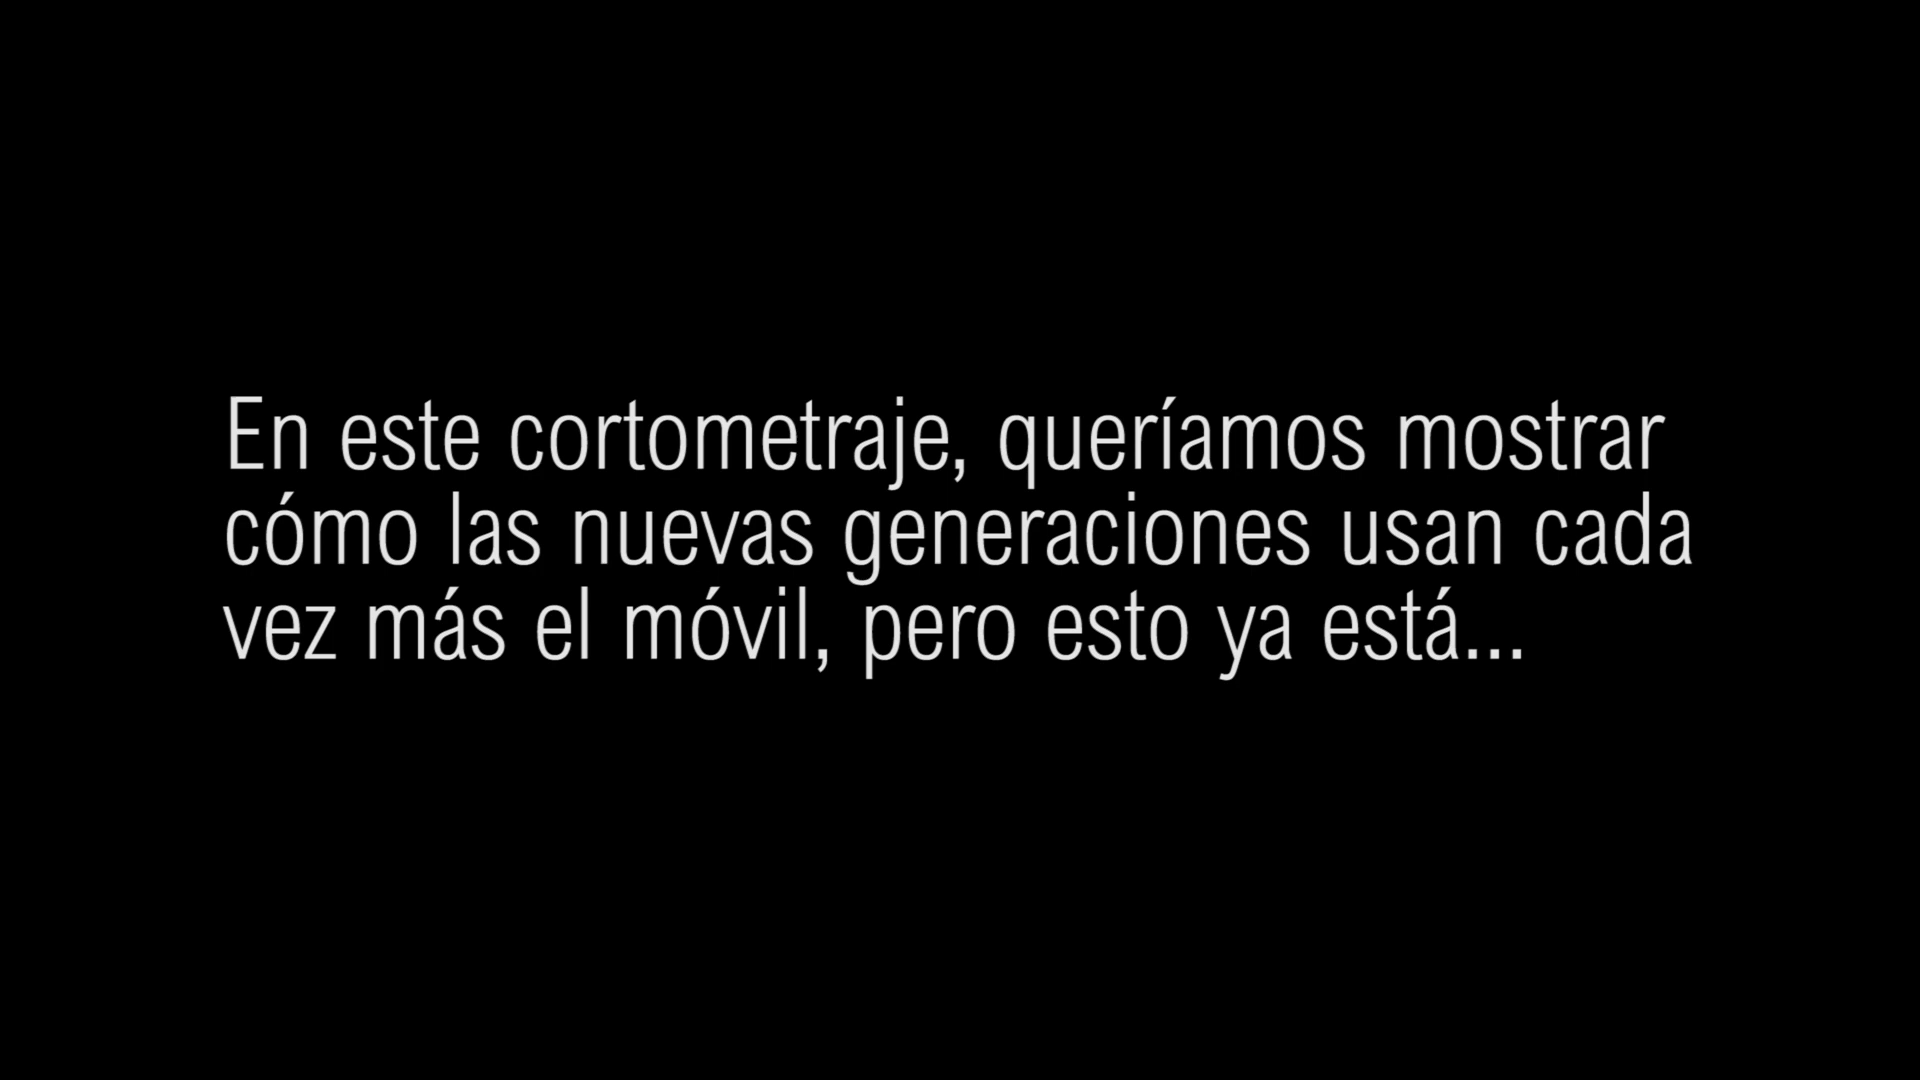 En este cortometraje, queríamos mostrar
cómo las nuevas generaciones usan cada
vez más el móvil, pero esto ya está...